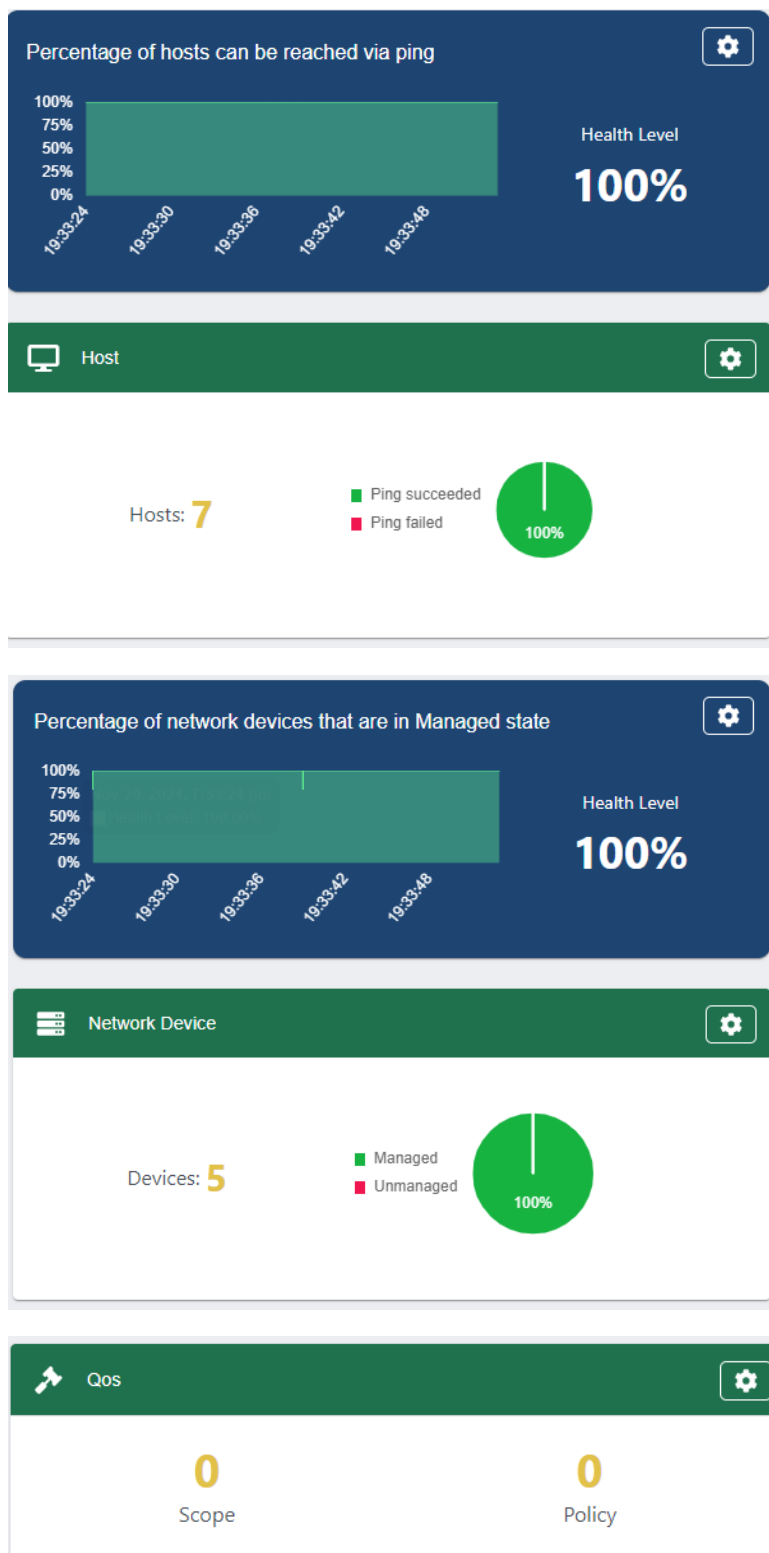 Percentage of hosts can be reached via ping
100%
75%
50%
25%
0%
19:33:24
19:33:30
19:33:36
19:33:42
19:33:48
Health Level
100%
Host
Hosts: 7
Ping succeeded
Ping failed
100%
Percentage of network devices that are in Managed state
100%
75%
50%
25%
0%
19:33:24
19:33:30
19:33:36
19:33:42
19:33:48
Health Level
100%
Network Device
Devices: 5
Managed
Unmanaged
100%
Qos
0
Scope
0
Policy